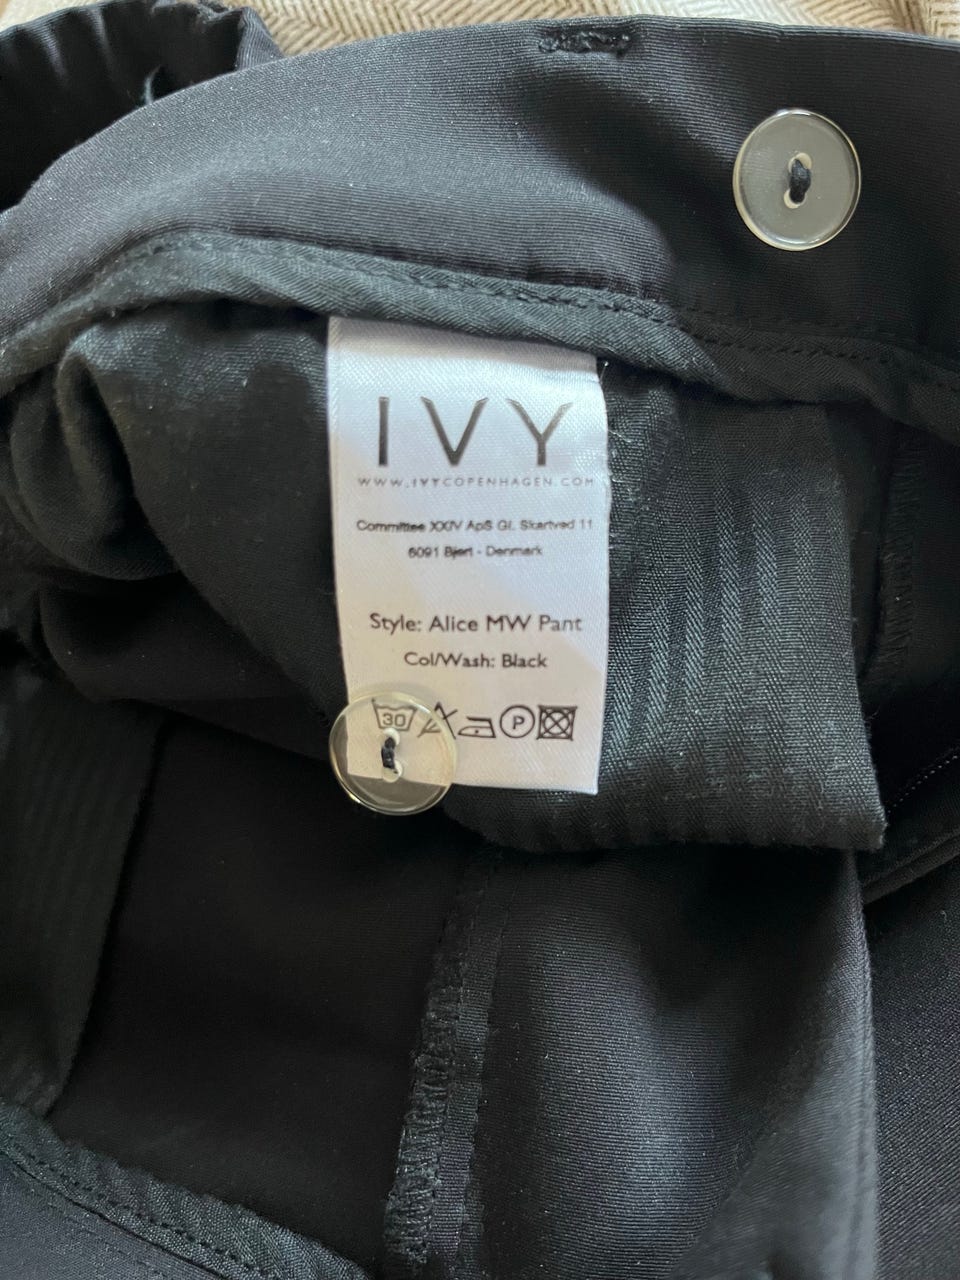 IVY
WWW.IVYCOPENHAGEN.COM
Committee XXIV ApS Gl. Skartved 11
6091 Bjert - Denmark
Style: Alice MW Pant
Col/Wash: Black
30 P